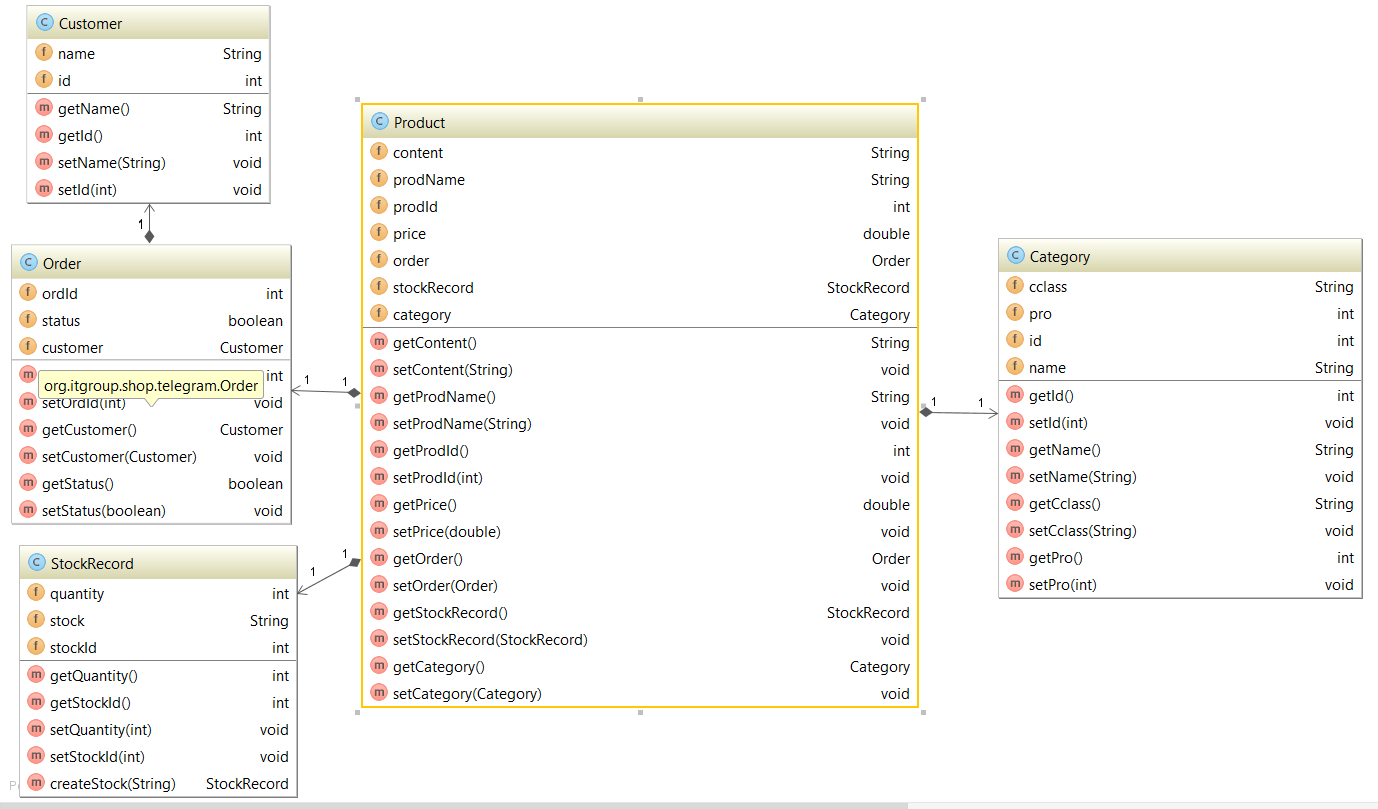 C Customer
f name String
f id int
m getName() String
m getId() int
m setName(String) void
m setId(int) void
1
C Order
f ordId int
f status boolean
f customer Customer
m int
org.itgroup.shop.telegram.Order
m setOrdId(int) void
m getCustomer() Customer
m setCustomer(Customer) void
m getStatus() boolean
m setStatus(boolean) void
1 1
C StockRecord
f quantity int
f stock String
f stockId int
m getQuantity() int
m getStockId() int
m setQuantity(int) void
m setStockId(int) void
m createStock(String) StockRecord
1 1
C Product
f content String
f prodName String
f prodId int
f price double
f order Order
f stockRecord StockRecord
f category Category
m getContent() String
m setContent(String) void
m getProdName() String
m setProdName(String) void
m getProdId() int
m setProdId(int) void
m getPrice() double
m setPrice(double) void
m getOrder() Order
m setOrder(Order) void
m getStockRecord() StockRecord
m setStockRecord(StockRecord) void
m getCategory() Category
m setCategory(Category) void
1 1
C Category
f cclass String
f pro int
f id int
f name String
m getId() int
m setId(int) void
m getName() String
m setName(String) void
m getCclass() String
m setCclass(String) void
m getPro() int
m setPro(int) void